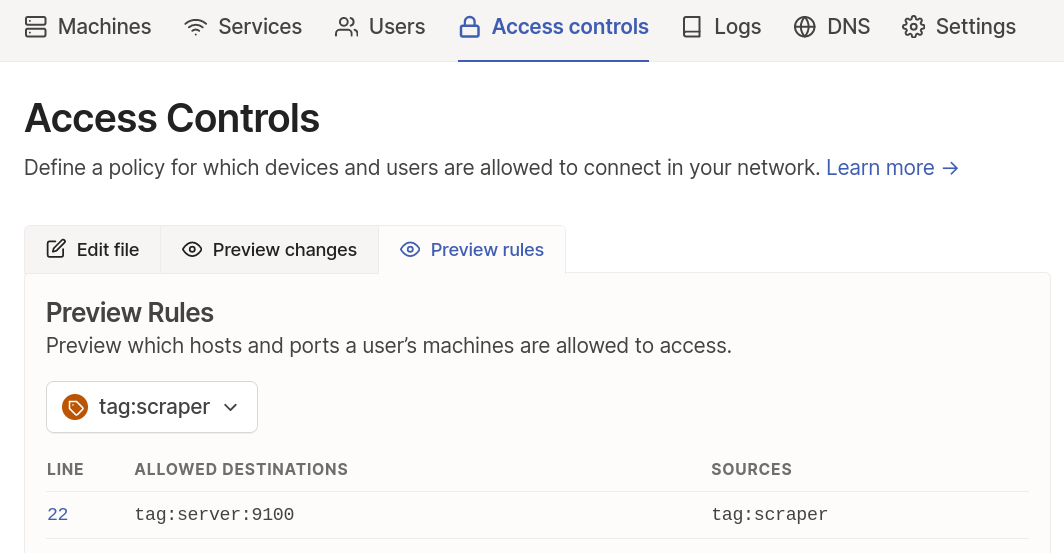 Machines Services Users Access controls Logs DNS Settings
Access Controls
Define a policy for which devices and users are allowed to connect in your network. Learn more →
Edit file Preview changes Preview rules
Preview Rules
Preview which hosts and ports a user’s machines are allowed to access.
tag:scraper
LINE ALLOWED DESTINATIONS SOURCES
22 tag:server:9100 tag:scraper